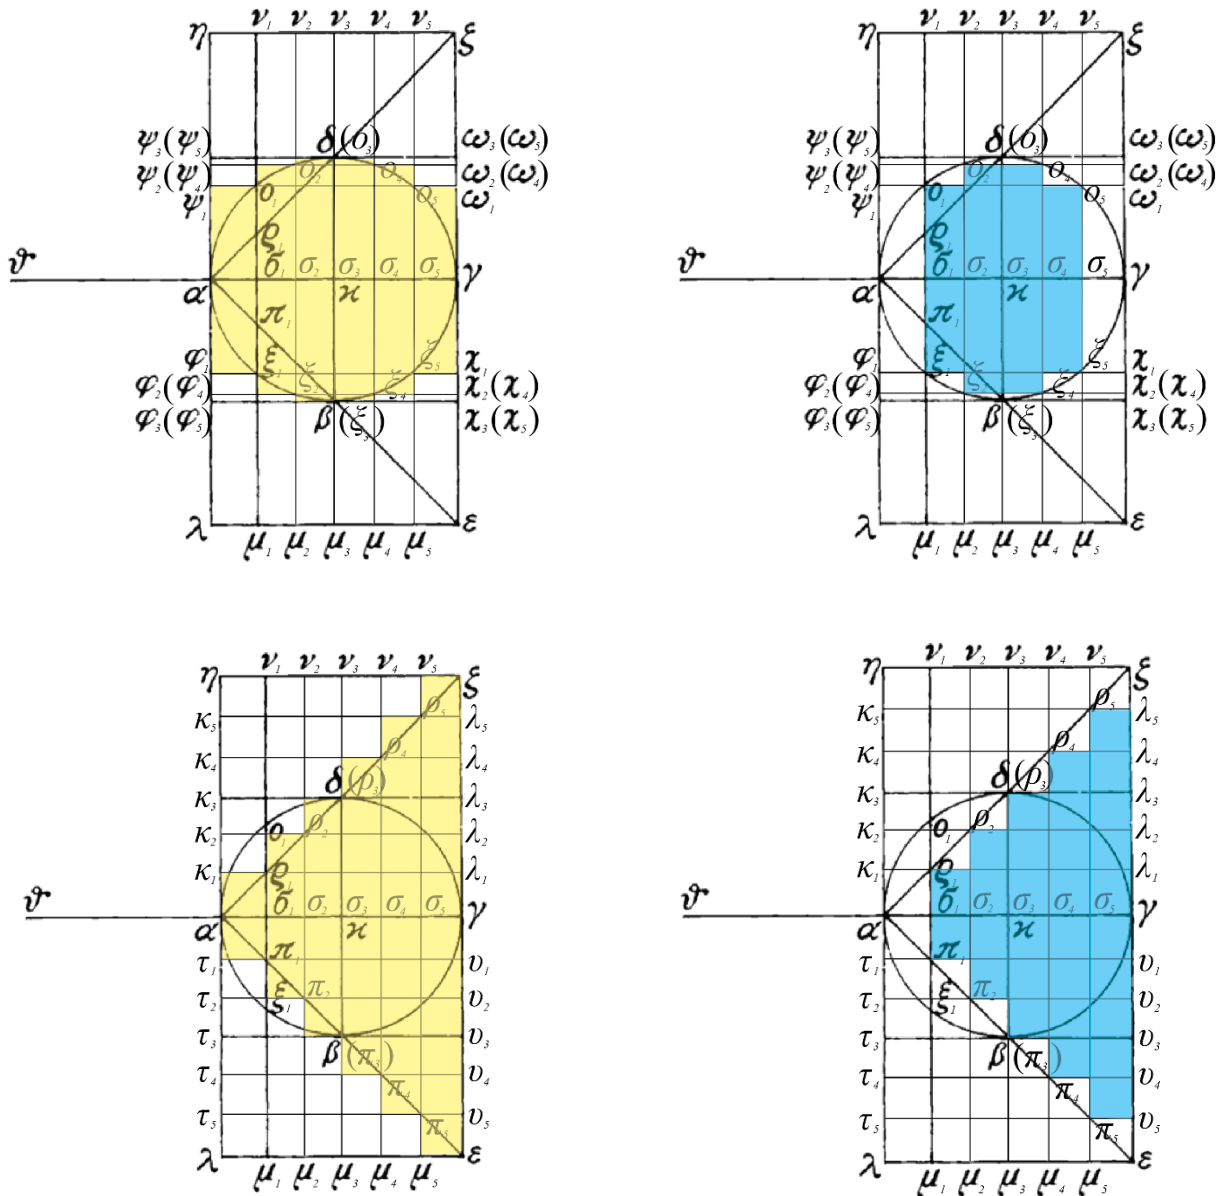 ν₁ ν₂ ν₃ ν₄ ν₅
η ξ
ψ₃(ψ₅) δ(ο₃) ω₃(ω₅)
ψ₂(ψ₄) ο₂ ο₄ ω₂(ω₄)
ψ₁ ο₁ ο₅ ω₁
ϱ₁
ϑ σ₁ σ₂ σ₃ σ₄ σ₅
α ϰ γ
π₁
φ₁ ξ₁ ζ₂ ζ₅ χ₁
φ₂(φ₄) ζ₄ χ₂(χ₄)
φ₃(φ₅) β(ξ₃) χ₃(χ₅)
λ ε
μ₁ μ₂ μ₃ μ₄ μ₅
ν₁ ν₂ ν₃ ν₄ ν₅
η ξ
ψ₃(ψ₅) δ(ο₃) ω₃(ω₅)
ψ₂(ψ₄) ο₂ ο₄ ω₂(ω₄)
ψ₁ ο₁ ο₅ ω₁
ϱ₁
ϑ σ₁ σ₂ σ₃ σ₄ σ₅
α ϰ γ
π₁
φ₁ ξ₁ ζ₂ ζ₅ χ₁
φ₂(φ₄) ζ₄ χ₂(χ₄)
φ₃(φ₅) β(ξ₃) χ₃(χ₅)
λ ε
μ₁ μ₂ μ₃ μ₄ μ₅
ν₁ ν₂ ν₃ ν₄ ν₅
η ξ
κ₅ ρ₅ λ₅
κ₄ ρ₄ λ₄
κ₃ δ(ρ₃) λ₃
κ₂ ο₁ ρ₂ λ₂
κ₁ ϱ₁ λ₁
ϑ σ₁ σ₂ σ₃ σ₄ σ₅
α ϰ γ
τ₁ π₁ υ₁
τ₂ ξ₁ π₂ υ₂
τ₃ β(π₃) υ₃
τ₄ π₄ υ₄
τ₅ π₅ υ₅
λ ε
μ₁ μ₂ μ₃ μ₄ μ₅
ν₁ ν₂ ν₃ ν₄ ν₅
η ξ
κ₅ ρ₅ λ₅
κ₄ ρ₄ λ₄
κ₃ δ(ρ₃) λ₃
κ₂ ο₁ ρ₂ λ₂
κ₁ ϱ₁ λ₁
ϑ σ₁ σ₂ σ₃ σ₄ σ₅
α ϰ γ
τ₁ π₁ υ₁
τ₂ ξ₁ π₂ υ₂
τ₃ β(π₃) υ₃
τ₄ π₄ υ₄
τ₅ π₅ υ₅
λ ε
μ₁ μ₂ μ₃ μ₄ μ₅